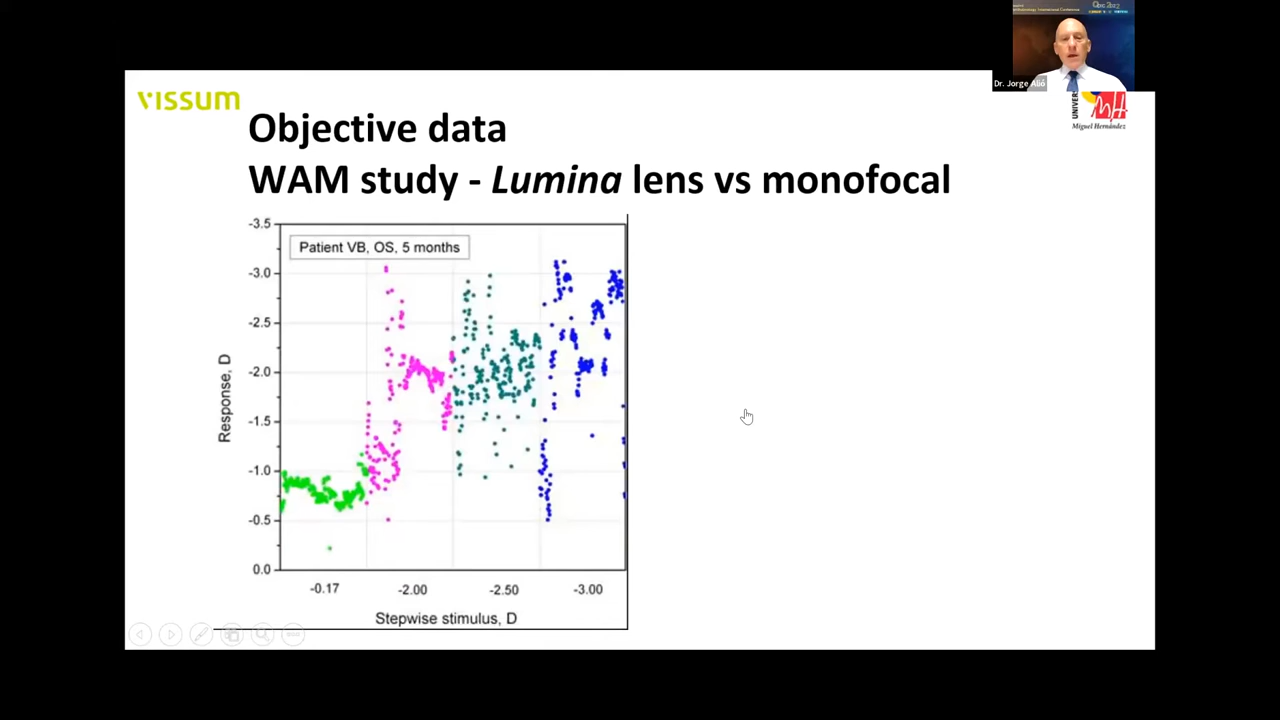 Dr. Jorge Alió
vissum
UNIVER
Miguel Hernández
Objective data
WAM study - Lumina lens vs monofocal
Patient VB, OS, 5 months
Response, D
-3.5
-3.0
-2.5
-2.0
-1.5
-1.0
-0.5
0.0
-0.17 -2.00 -2.50 -3.00
Stepwise stimulus, D